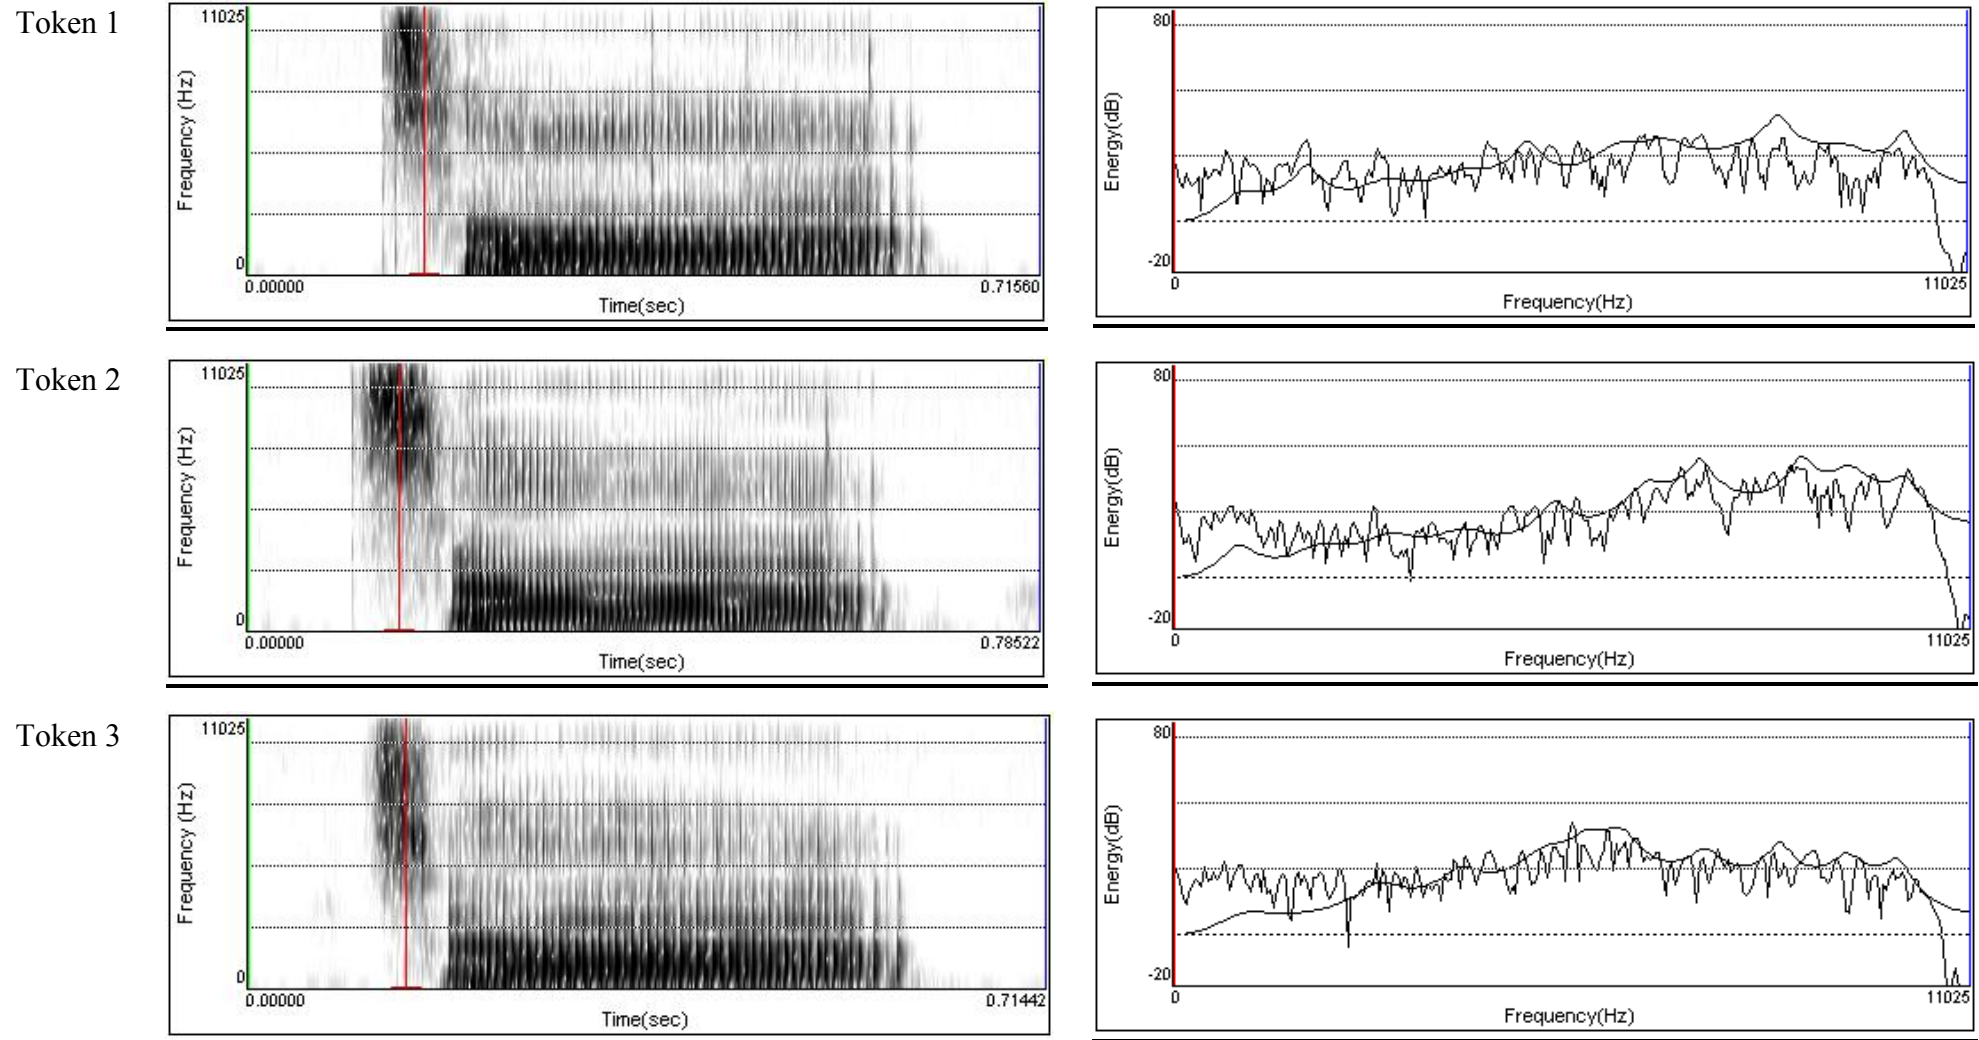 Token 1
11025
Frequency (Hz)
0
0.00000
0.71560
Time(sec)
80
Energy(dB)
-20
0
11025
Frequency(Hz)
Token 2
11025
Frequency (Hz)
0
0.00000
0.78522
Time(sec)
80
Energy(dB)
-20
0
11025
Frequency(Hz)
Token 3
11025
Frequency (Hz)
0
0.00000
0.71442
Time(sec)
80
Energy(dB)
-20
0
11025
Frequency(Hz)